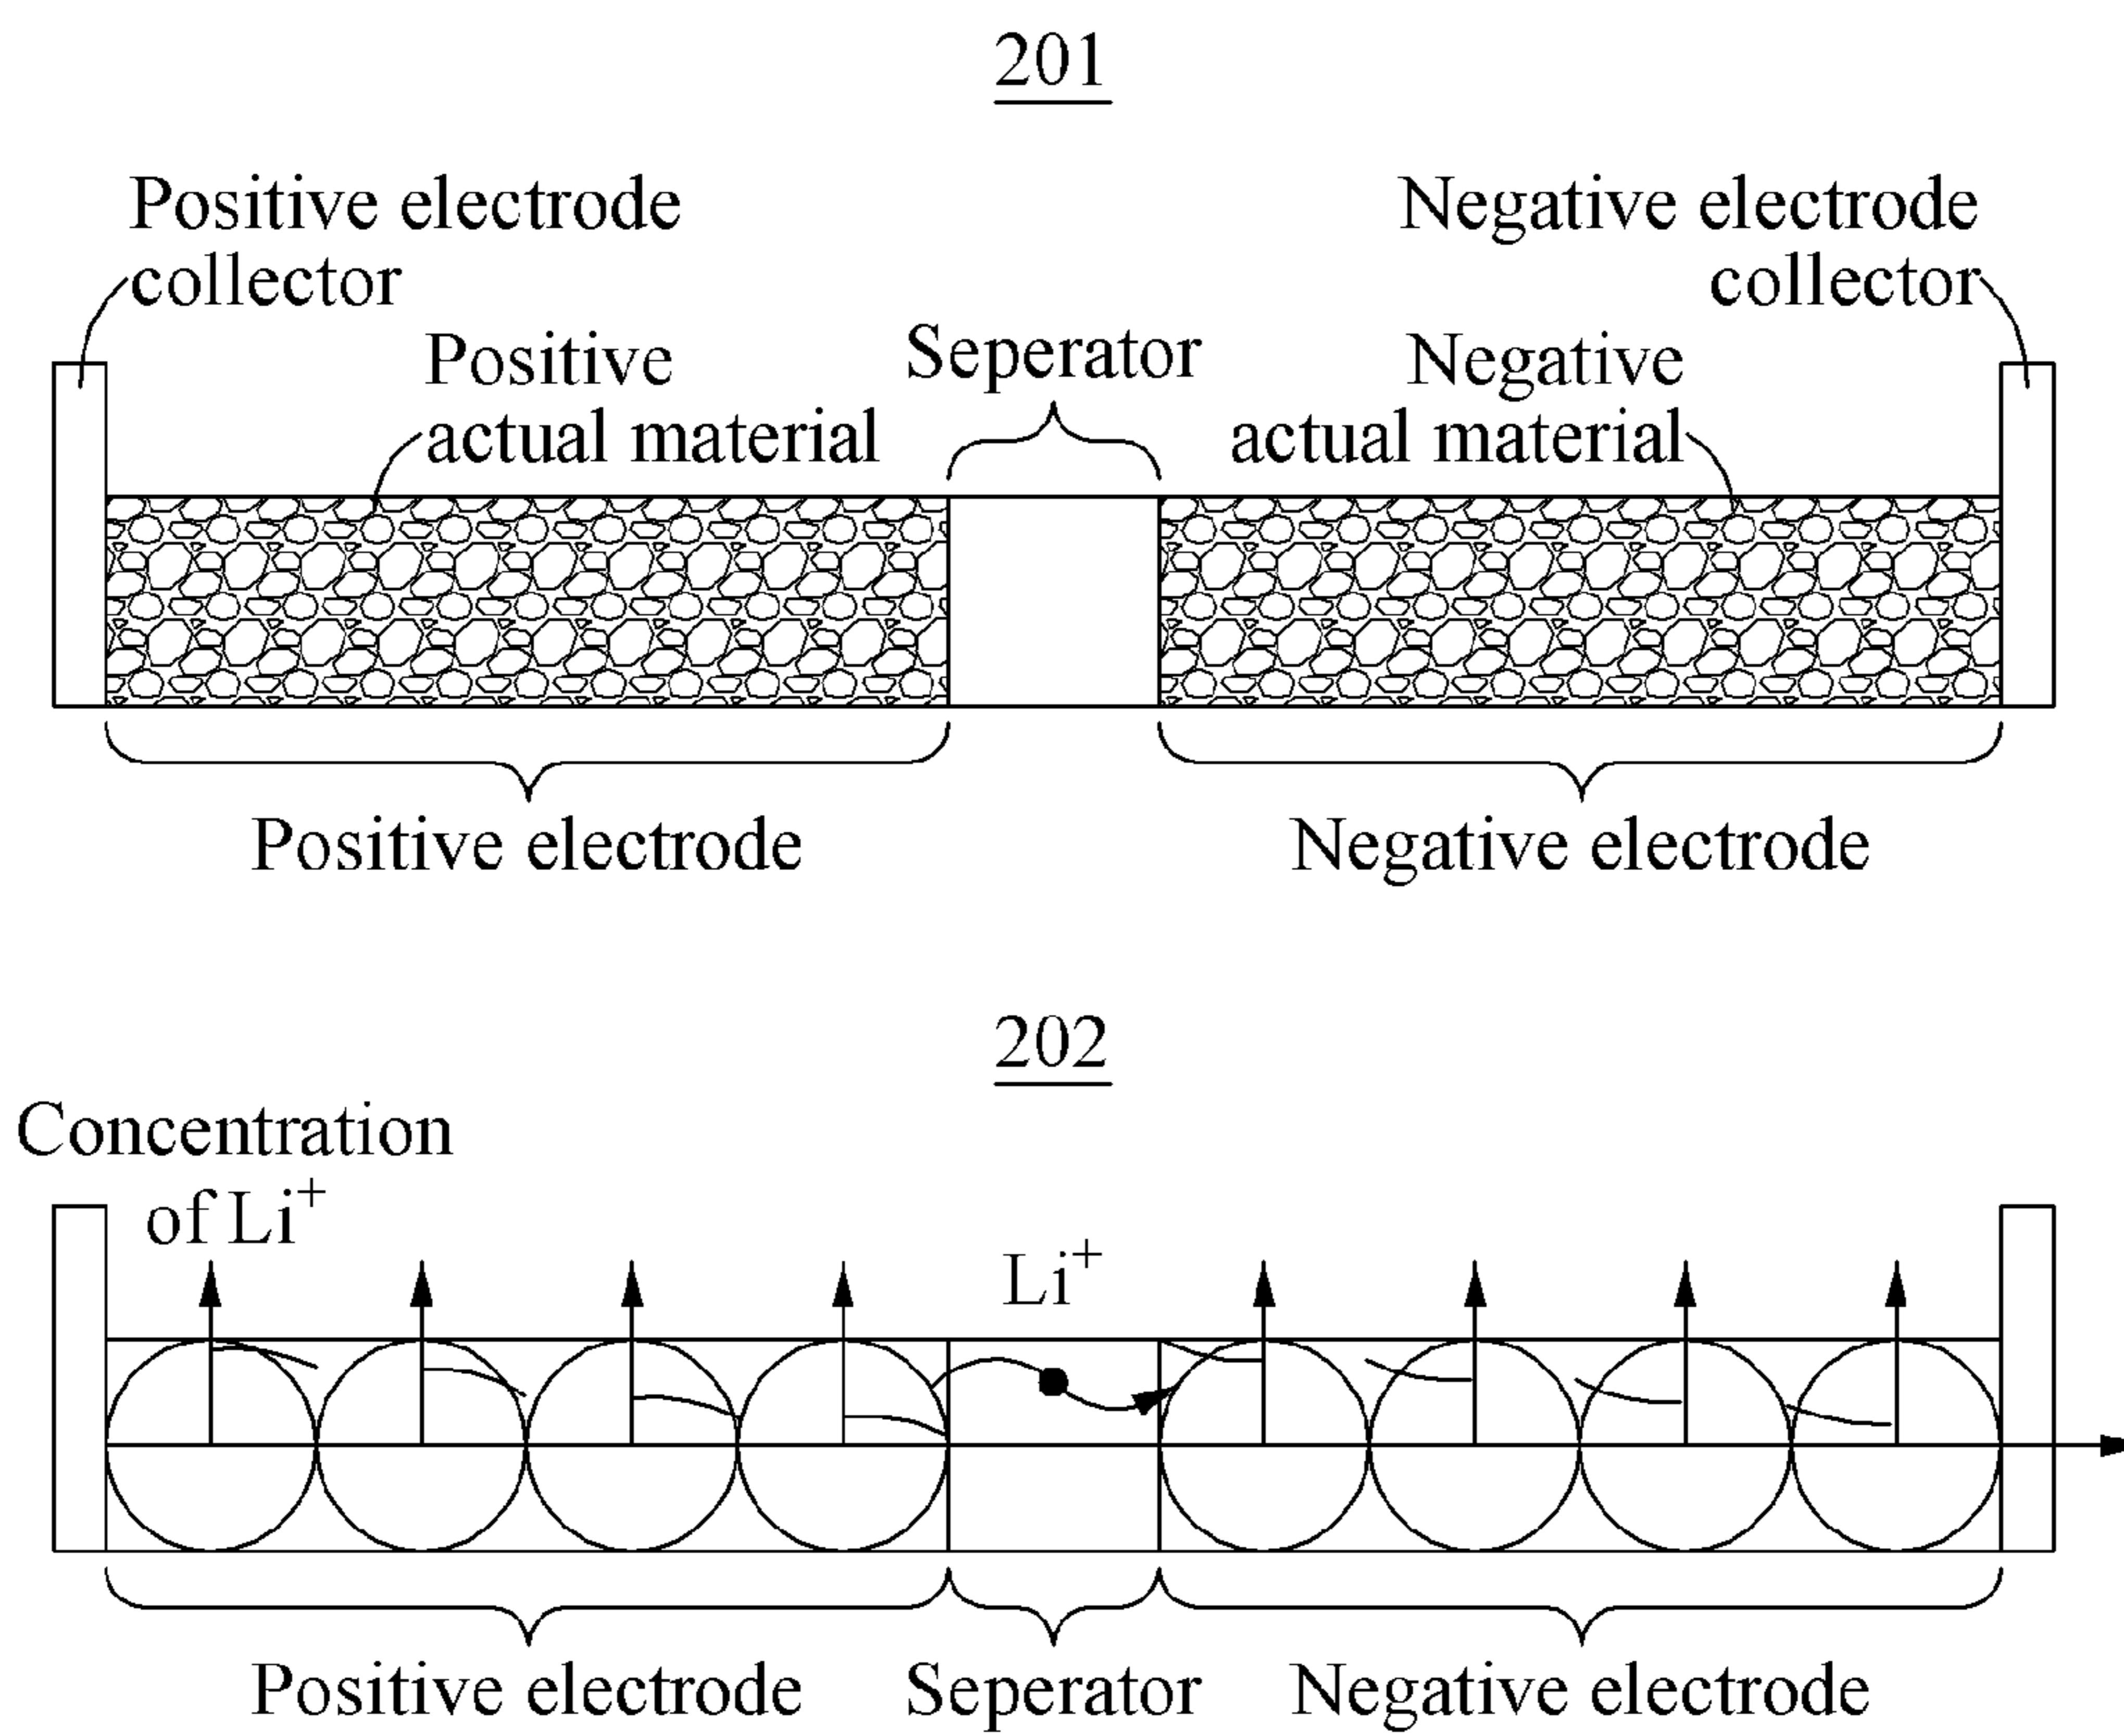 201
Positive electrode
collector
Negative electrode
collector
Positive
actual material
Seperator
Negative
actual material
Positive electrode
Negative electrode
202
Concentration
of Li⁺
Li⁺
Positive electrode
Seperator
Negative electrode